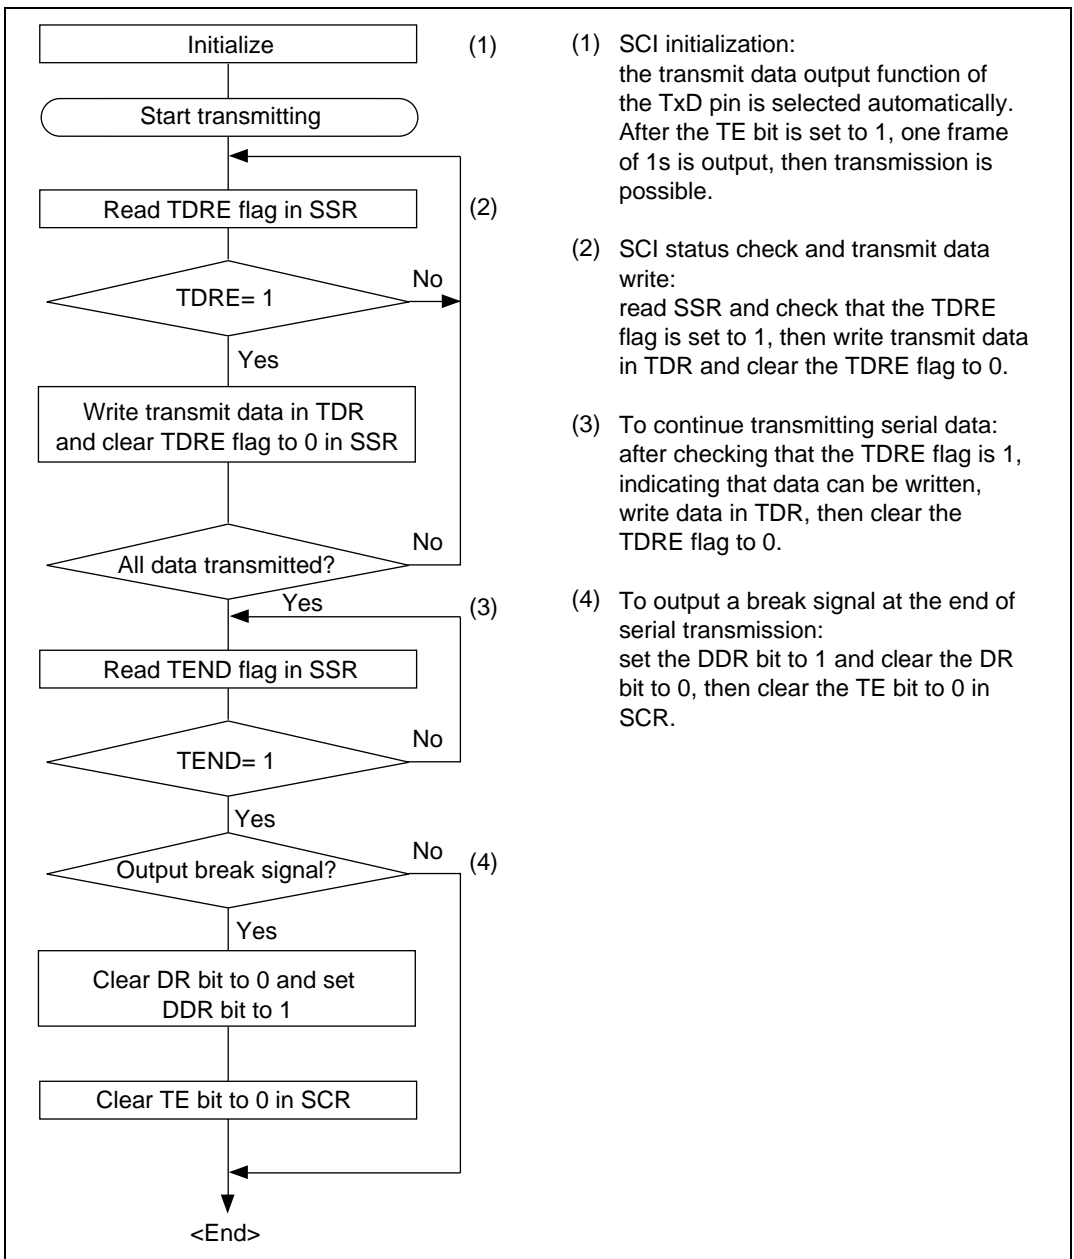 Initialize
(1)
Start transmitting
Read TDRE flag in SSR
(2)
TDRE= 1
No
Yes
Write transmit data in TDR
and clear TDRE flag to 0 in SSR
All data transmitted?
No
Yes
(3)
Read TEND flag in SSR
TEND= 1
No
Yes
Output break signal?
No
(4)
Yes
Clear DR bit to 0 and set
DDR bit to 1
Clear TE bit to 0 in SCR
<End>
(1) SCI initialization:
the transmit data output function of
the TxD pin is selected automatically.
After the TE bit is set to 1, one frame
of 1s is output, then transmission is
possible.
(2) SCI status check and transmit data
write:
read SSR and check that the TDRE
flag is set to 1, then write transmit data
in TDR and clear the TDRE flag to 0.
(3) To continue transmitting serial data:
after checking that the TDRE flag is 1,
indicating that data can be written,
write data in TDR, then clear the
TDRE flag to 0.
(4) To output a break signal at the end of
serial transmission:
set the DDR bit to 1 and clear the DR
bit to 0, then clear the TE bit to 0 in
SCR.